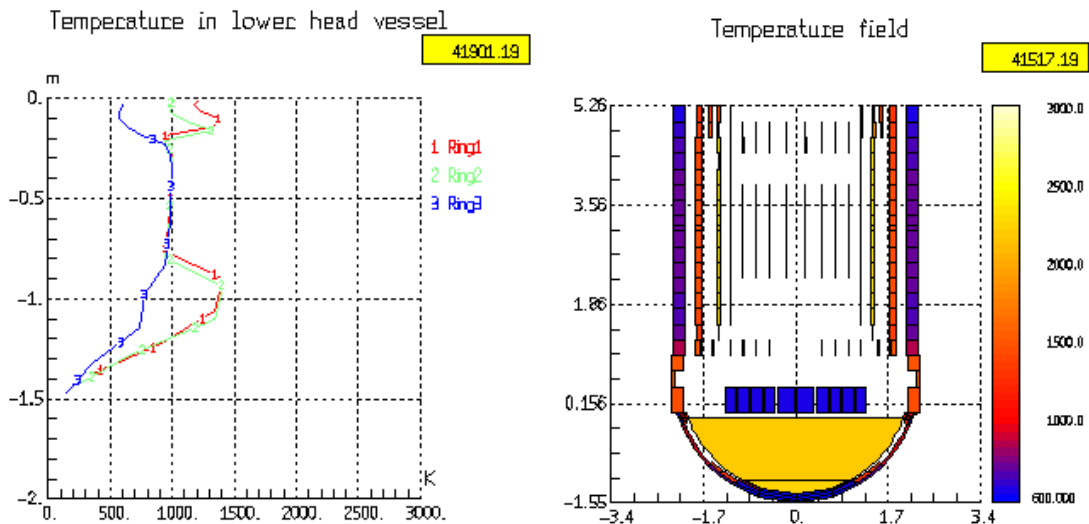 Temperature in lower head vessel
41901.19
m
0.
-0.5
-1.
-1.5
-2.
0. 500. 1000. 1500. 2000. 2500. 3000.
K
1 Ring1
2 Ring2
3 Ring3
Temperature field
41517.19
5.26
3.56
1.86
0.156
-1.55
-3.4 -1.7 0. 1.7 3.4
3000.0
2500.0
2000.0
1000.0
600.000